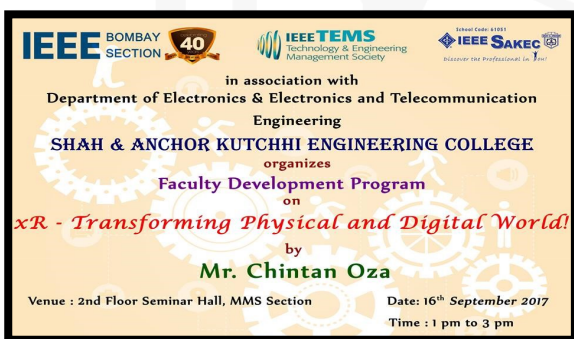 IEEE BOMBAY SECTION 40
IEEE TEMS
Technology & Engineering
Management Society
School Code: 61051
IEEE SAKEC
Discover the Professional in You!
in association with
Department of Electronics & Electronics and Telecommunication
Engineering
SHAH & ANCHOR KUTCHHI ENGINEERING COLLEGE
organizes
Faculty Development Program
on
xR - Transforming Physical and Digital World!
by
Mr. Chintan Oza
Venue : 2nd Floor Seminar Hall, MMS Section
Date: 16th September 2017
Time : 1 pm to 3 pm